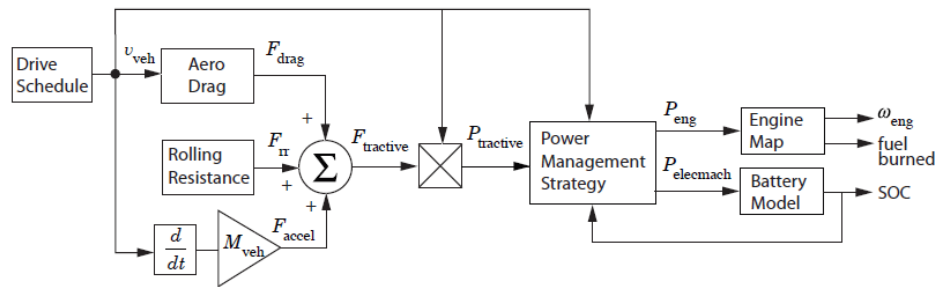 Drive
Schedule
υ_veh
Aero
Drag
F_drag
+
Rolling
Resistance
F_rr
+
Σ
F_tractive
P_tractive
d
dt
M_veh
F_accel
+
Power
Management
Strategy
P_eng
Engine
Map
ω_eng
fuel
burned
P_elecmach
Battery
Model
SOC